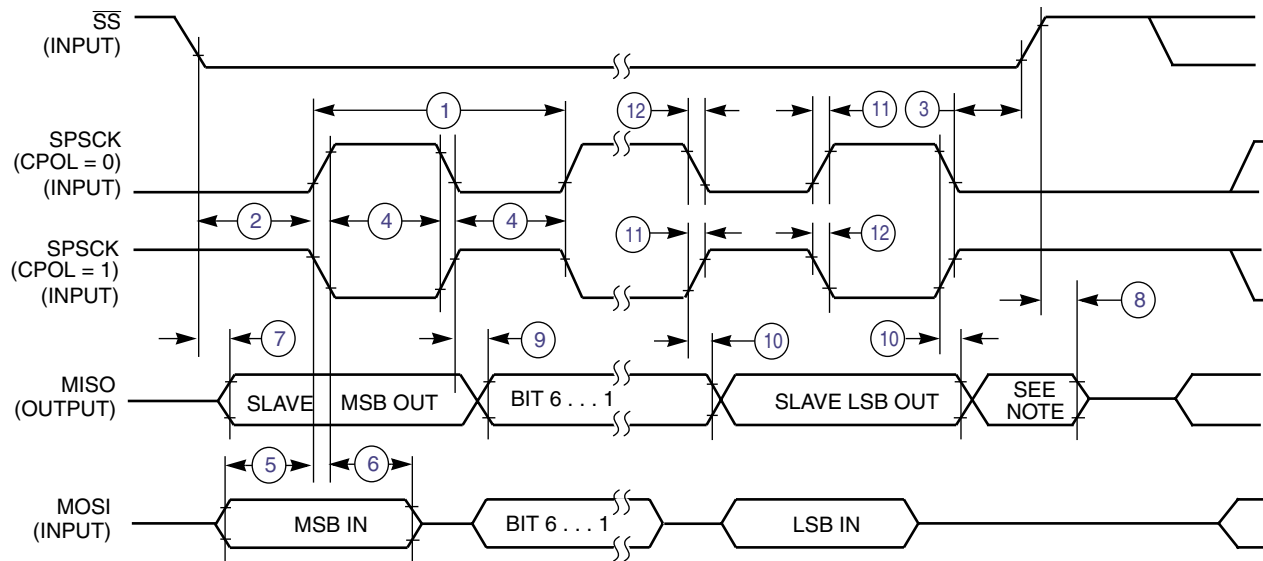 SS
(INPUT)
1
12
11
3
SPSCK
(CPOL = 0)
(INPUT)
2
4
4
SPSCK
(CPOL = 1)
(INPUT)
11
12
8
7
9
10
10
MISO
(OUTPUT)
SLAVE
MSB OUT
BIT 6 . . . 1
SLAVE LSB OUT
SEE
NOTE
5
6
MOSI
(INPUT)
MSB IN
BIT 6 . . . 1
LSB IN